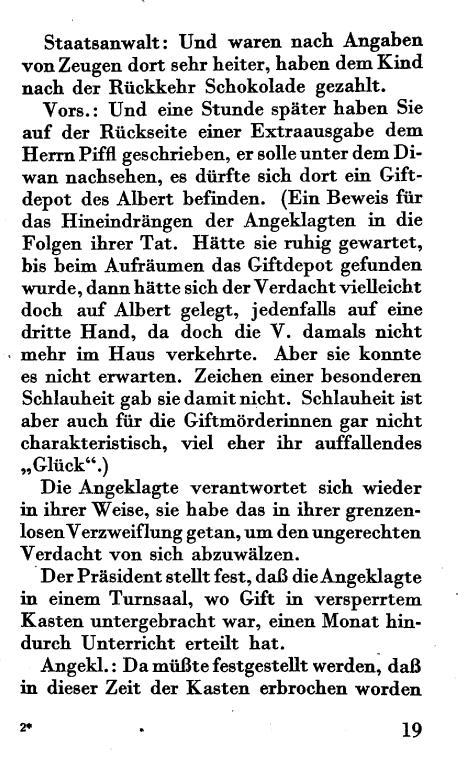 Staatsanwalt: Und waren nach Angaben
von Zeugen dort sehr heiter, haben dem Kind
nach der Rückkehr Schokolade gezahlt.
Vors.: Und eine Stunde später haben Sie
auf der Rückseite einer Extraausgabe dem
Herrn Piffl geschrieben, er solle unter dem Di-
wan nachsehen, es dürfte sich dort ein Gift-
depot des Albert befinden. (Ein Beweis für
das Hineindrängen der Angeklagten in die
Folgen ihrer Tat. Hätte sie ruhig gewartet,
bis beim Aufräumen das Giftdepot gefunden
wurde, dann hätte sich der Verdacht vielleicht
doch auf Albert gelegt, jedenfalls auf eine
dritte Hand, da doch die V. damals nicht
mehr im Haus verkehrte. Aber sie konnte
es nicht erwarten. Zeichen einer besonderen
Schlauheit gab sie damit nicht. Schlauheit ist
aber auch für die Giftmörderinnen gar nicht
charakteristisch, viel eher ihr auffallendes
„Glück“.)
Die Angeklagte verantwortet sich wieder
in ihrer Weise, sie habe das in ihrer grenzen-
losen Verzweiflung getan, um den ungerechten
Verdacht von sich abzuwälzen.
Der Präsident stellt fest, daß die Angeklagte
in einem Turnsaal, wo Gift in versperrtem
Kasten untergebracht war, einen Monat hin-
durch Unterricht erteilt hat.
Angekl.: Da müßte festgestellt werden, daß
in dieser Zeit der Kasten erbrochen worden
2* 19